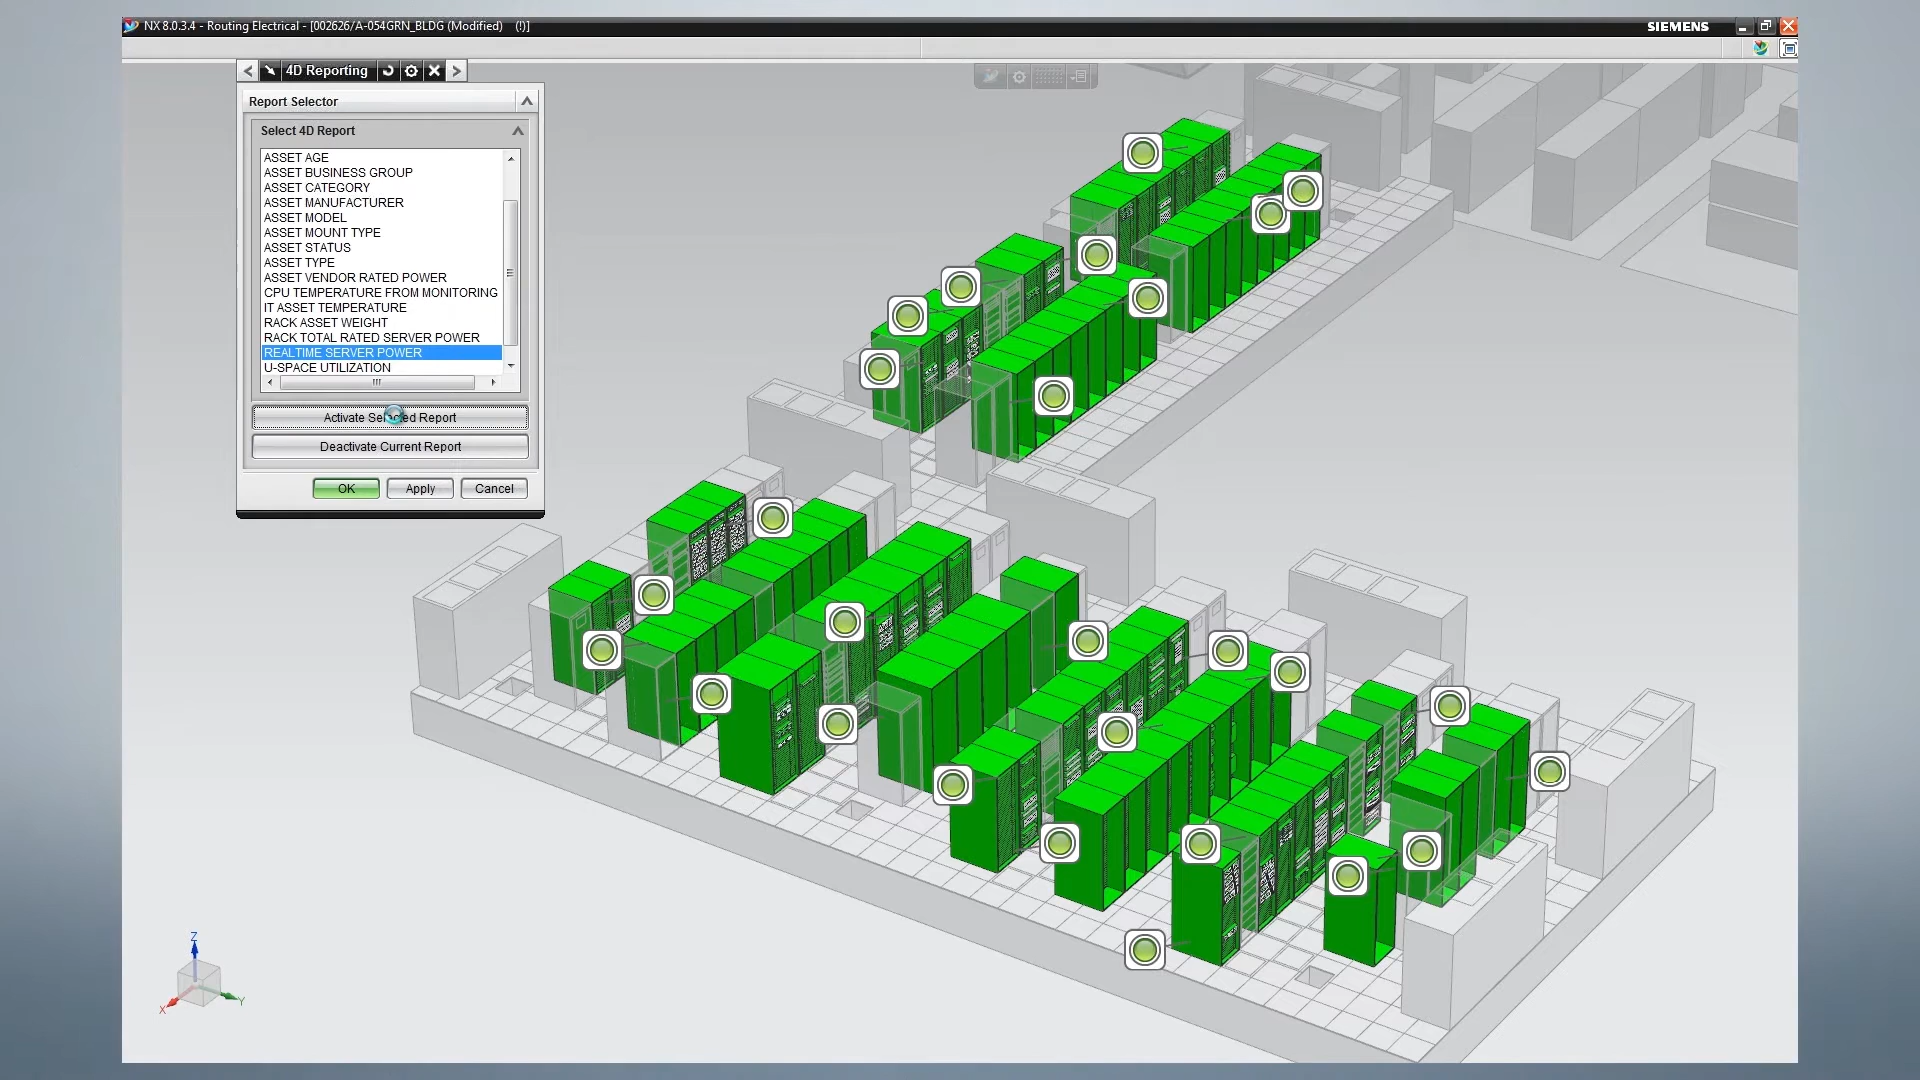 NX 8.0.3.4 - Routing Electrical - [002626/A-054GRN_BLDG (Modified) (!)]
SIEMENS
4D Reporting
Report Selector
Select 4D Report
ASSET AGE
ASSET BUSINESS GROUP
ASSET CATEGORY
ASSET MANUFACTURER
ASSET MODEL
ASSET MOUNT TYPE
ASSET STATUS
ASSET TYPE
ASSET VENDOR RATED POWER
CPU TEMPERATURE FROM MONITORING
IT ASSET TEMPERATURE
RACK ASSET WEIGHT
RACK TOTAL RATED SERVER POWER
REALTIME SERVER POWER
U-SPACE UTILIZATION
Activate Selected Report
Deactivate Current Report
OK
Apply
Cancel
Z
X
Y